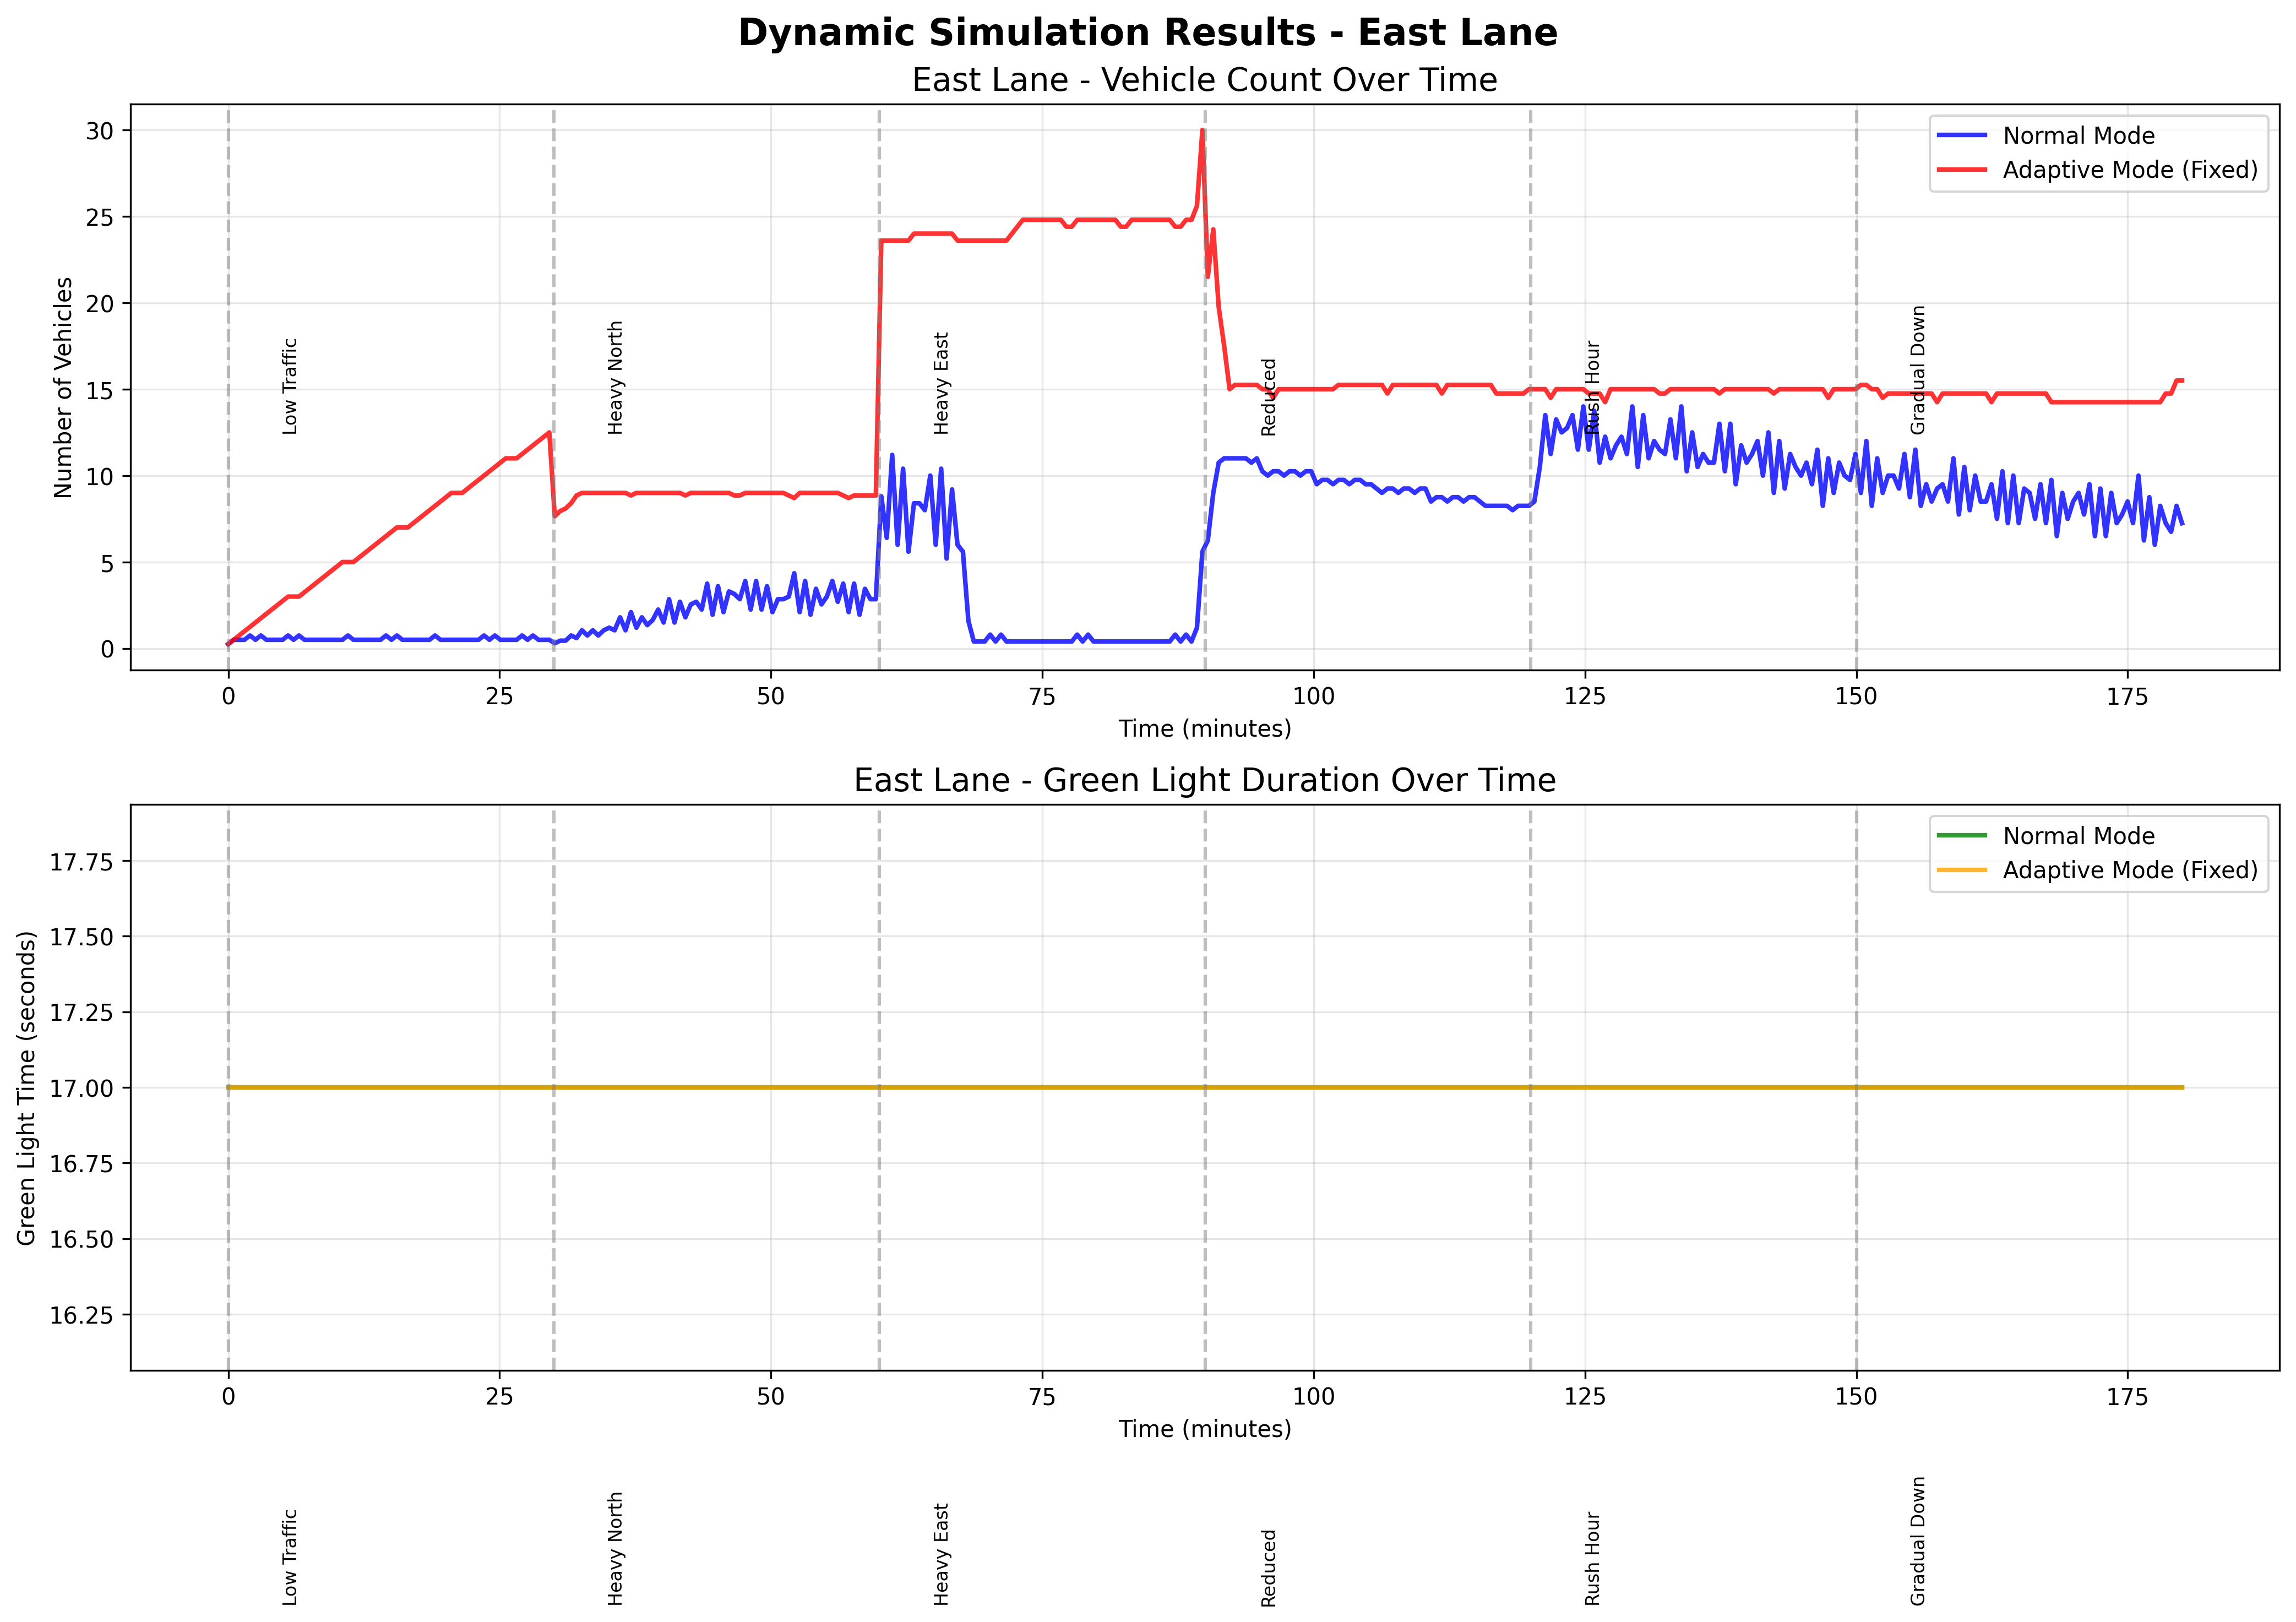 Dynamic Simulation Results - East Lane
East Lane - Vehicle Count Over Time
Number of Vehicles
30
25
20
15
10
5
0
Normal Mode
Adaptive Mode (Fixed)
Low Traffic
Heavy North
Heavy East
Reduced
Rush Hour
Gradual Down
0 25 50 75 100 125 150 175
Time (minutes)
East Lane - Green Light Duration Over Time
Green Light Time (seconds)
17.75
17.50
17.25
17.00
16.75
16.50
16.25
Normal Mode
Adaptive Mode (Fixed)
0 25 50 75 100 125 150 175
Time (minutes)
Low Traffic
Heavy North
Heavy East
Reduced
Rush Hour
Gradual Down